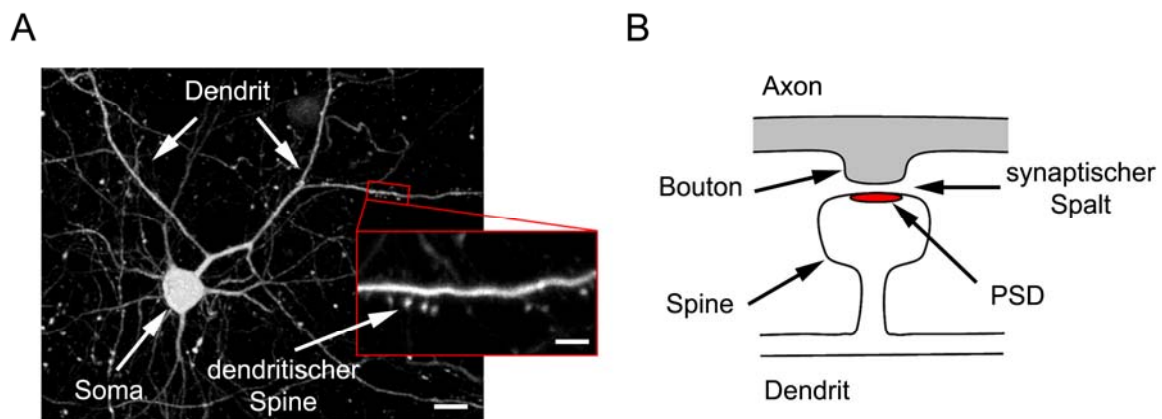 A
Dendrit
Soma
dendritischer
Spine
B
Axon
Bouton
synaptischer
Spalt
Spine
PSD
Dendrit